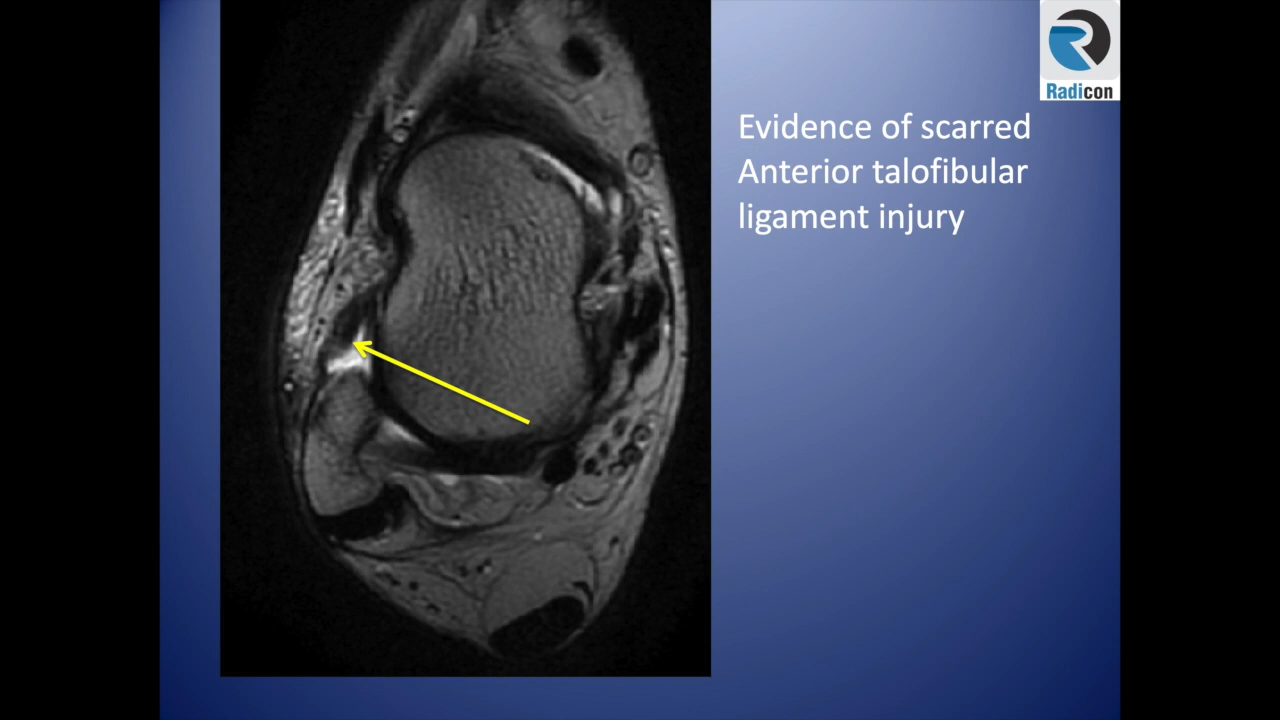 Radicon
Evidence of scarred
Anterior talofibular
ligament injury